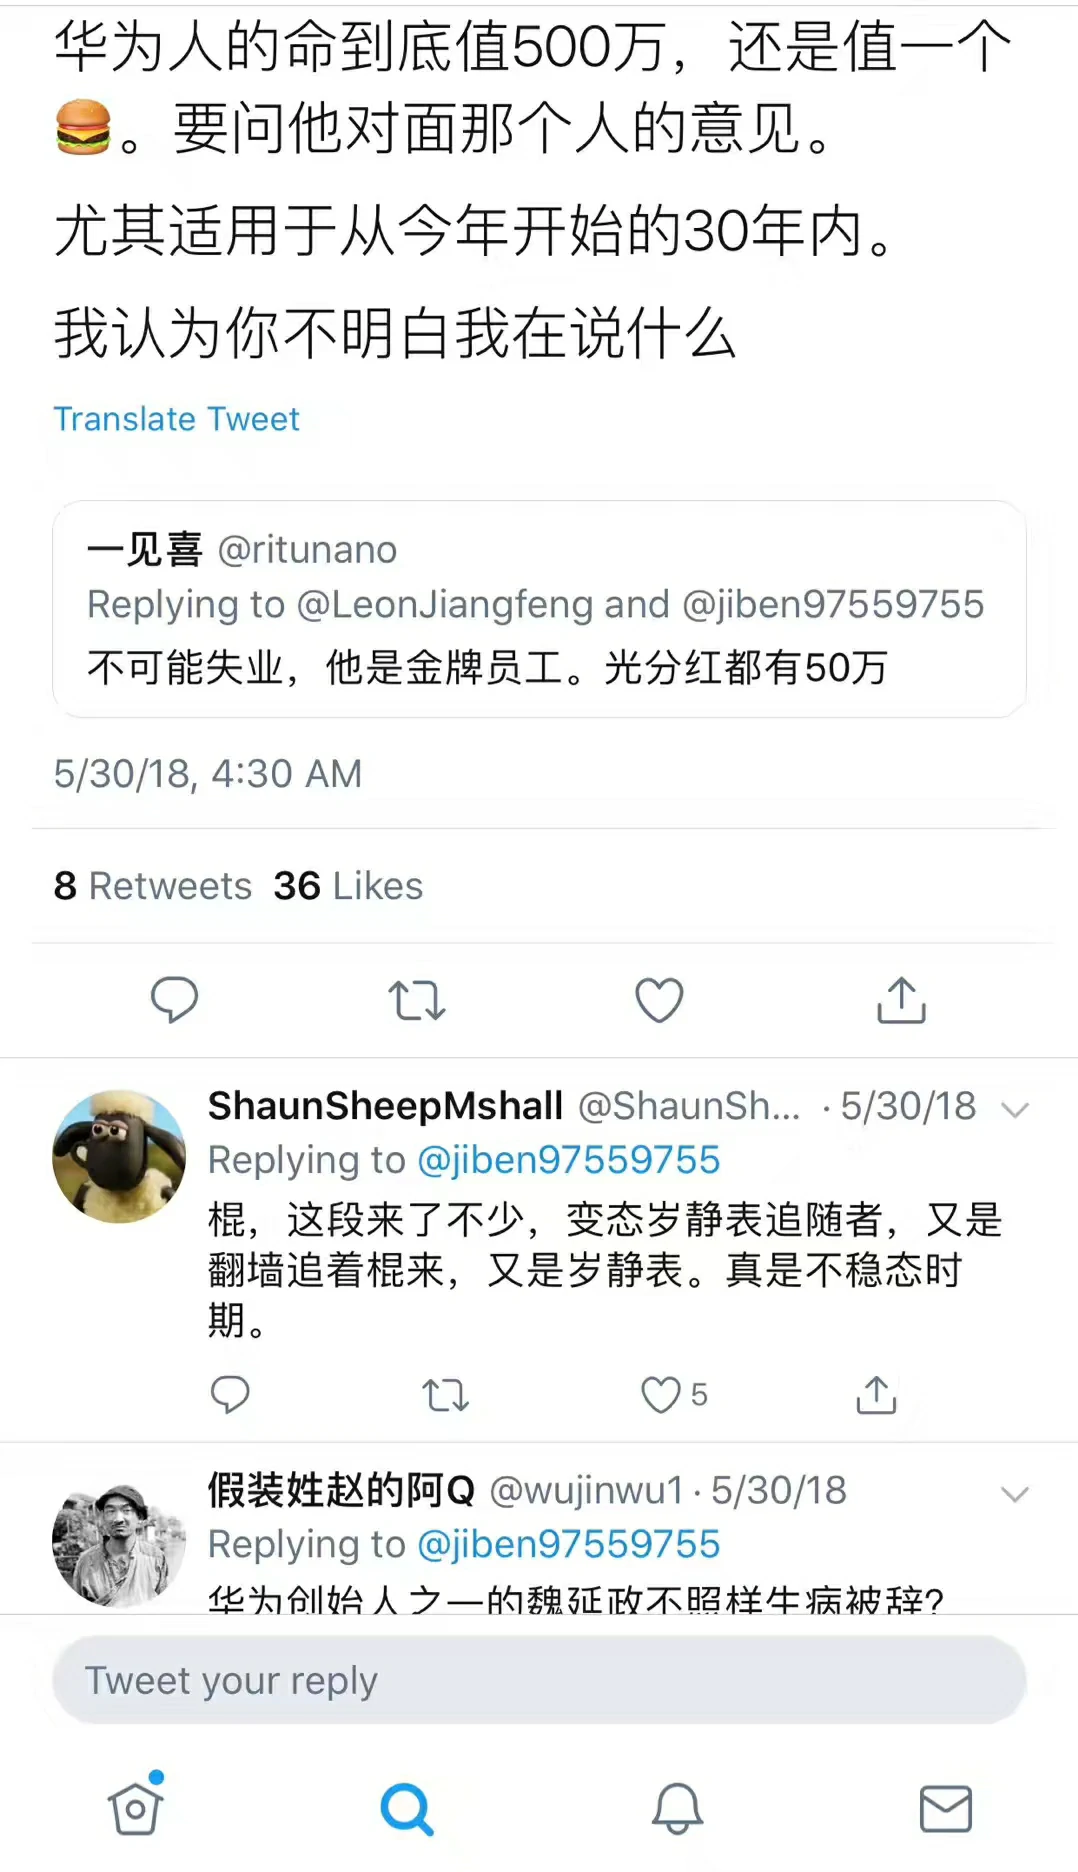 华为人的命到底值500万，还是值一个
🍔。要问他对面那个人的意见。
尤其适用于从今年开始的30年内。
我认为你不明白我在说什么
Translate Tweet
一见喜 @ritunano
Replying to @LeonJiangfeng and @jiben97559755
不可能失业，他是金牌员工。光分红都有50万
5/30/18, 4:30 AM
8 Retweets 36 Likes
ShaunSheepMshall @ShaunSh... · 5/30/18
Replying to @jiben97559755
棍，这段来了不少，变态岁静表追随者，又是
翻墙追着棍来，又是岁静表。真是不稳态时
期。
5
假装姓赵的阿Q @wujinwu1 · 5/30/18
Replying to @jiben97559755
华为创始人之一的魏延政不照样生病被辞？
Tweet your reply